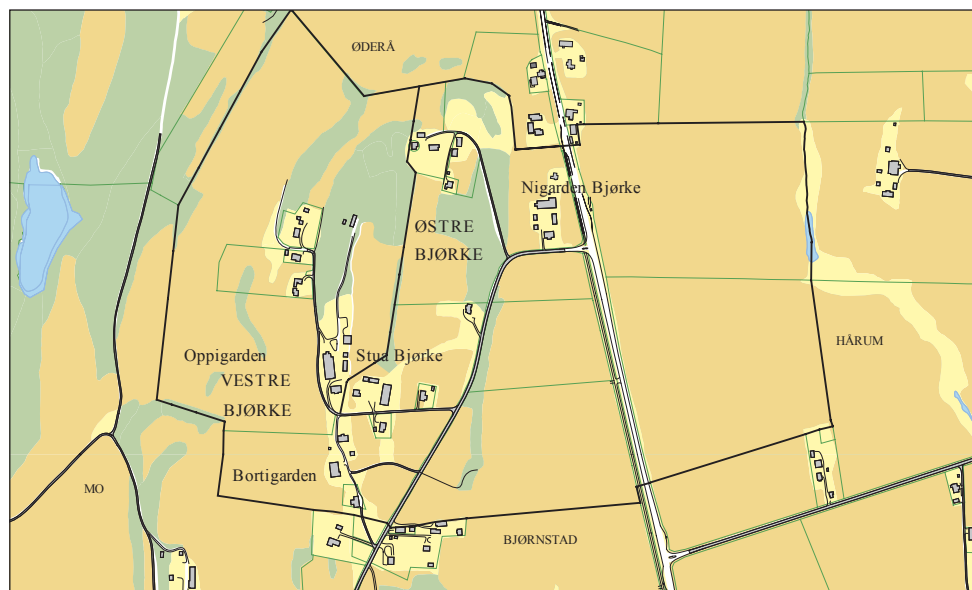 ØDERÅ
Nigarden Bjørke
ØSTRE
BJØRKE
HÅRUM
Oppigarden
Stua Bjørke
VESTRE
BJØRKE
Bortigarden
MO
BJØRNSTAD